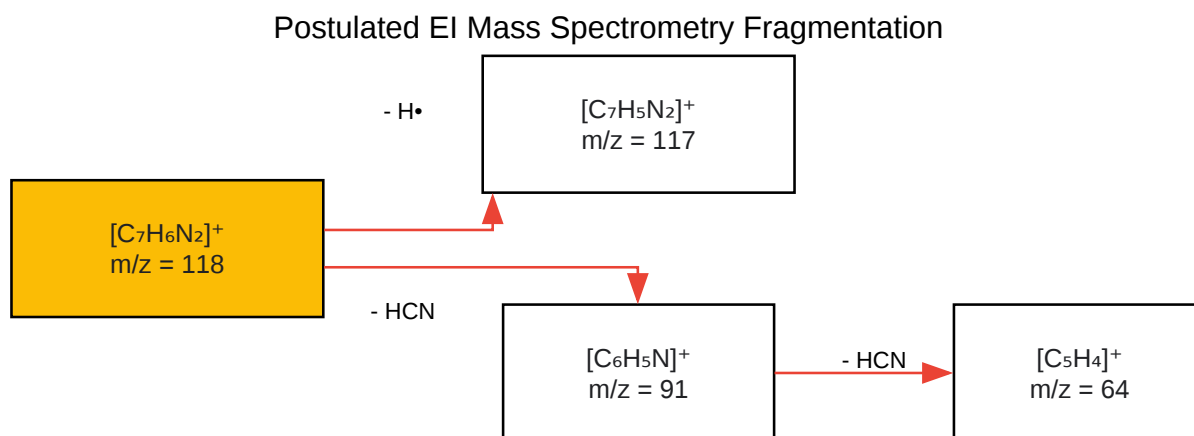 Postulated EI Mass Spectrometry Fragmentation
- H•
[C₇H₅N₂]⁺
m/z = 117
[C₇H₆N₂]⁺
m/z = 118
- HCN
[C₆H₅N]⁺
m/z = 91
- HCN
[C₅H₄]⁺
m/z = 64